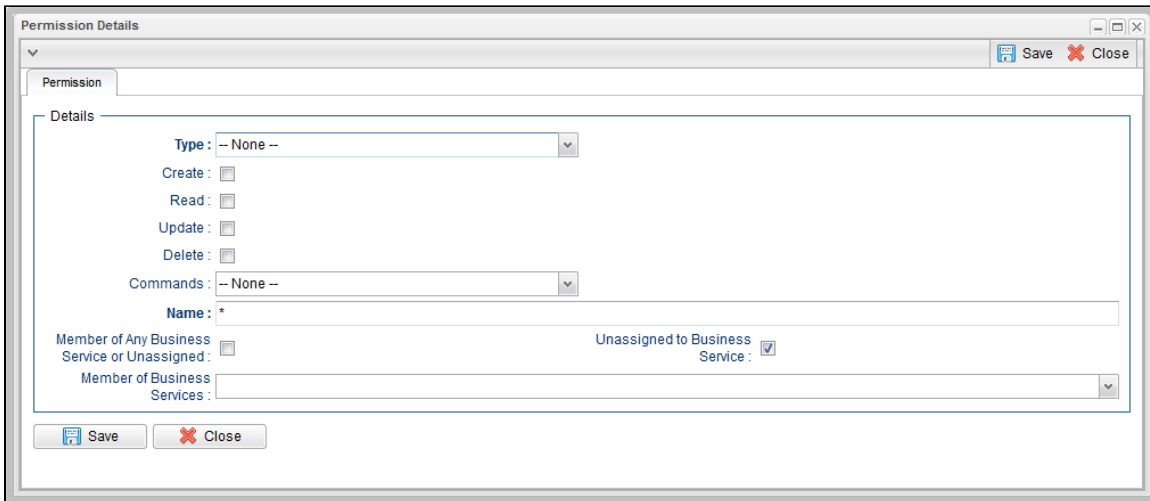 Permission Details
Save Close
Permission
Details
Type : -- None --
Create :
Read :
Update :
Delete :
Commands : -- None --
Name : *
Member of Any Business
Service or Unassigned :
Unassigned to Business
Service :
Member of Business
Services :
Save Close